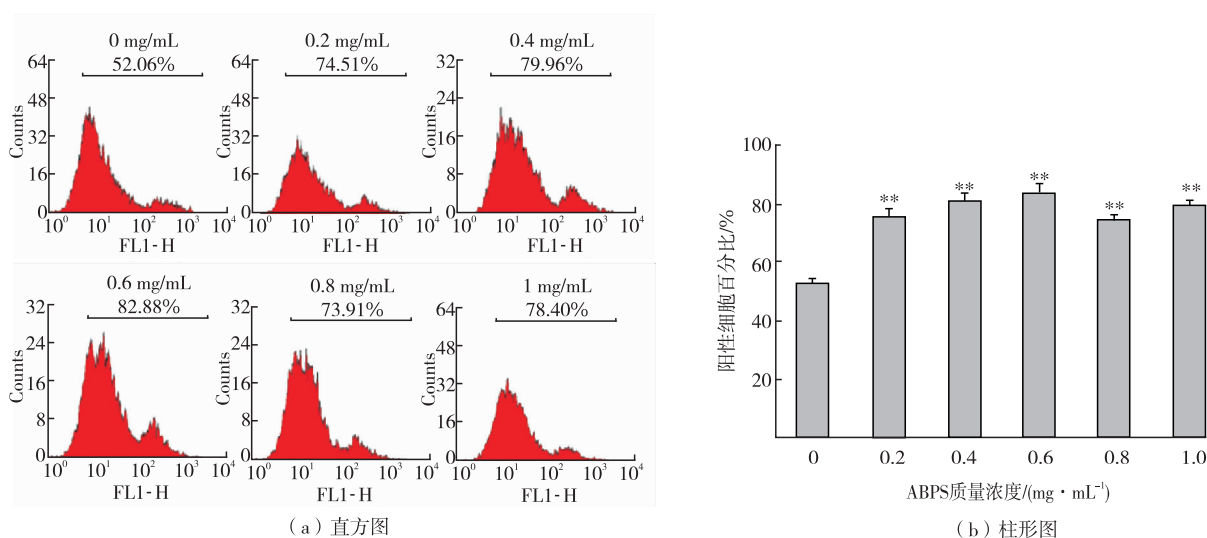 0 mg/mL
52.06%
64
48
32
16
0
Counts
10⁰ 10¹ 10² 10³ 10⁴
FL1-H
0.2 mg/mL
74.51%
64
48
32
16
0
Counts
10⁰ 10¹ 10² 10³ 10⁴
FL1-H
0.4 mg/mL
79.96%
32
24
16
8
0
Counts
10⁰ 10¹ 10² 10³ 10⁴
FL1-H
0.6 mg/mL
82.88%
32
24
16
8
0
Counts
10⁰ 10¹ 10² 10³ 10⁴
FL1-H
0.8 mg/mL
73.91%
32
24
16
8
0
Counts
10⁰ 10¹ 10² 10³ 10⁴
FL1-H
1 mg/mL
78.40%
64
48
32
16
0
Counts
10⁰ 10¹ 10² 10³ 10⁴
FL1-H
（a）直方图
100
80
60
40
20
阳性细胞百分比/%
** ** ** ** **
0 0.2 0.4 0.6 0.8 1.0
ABPS质量浓度/(mg·mL⁻¹)
（b）柱形图